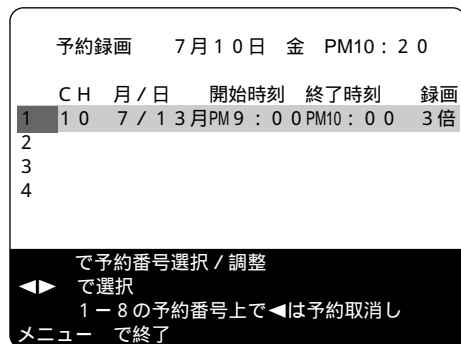 予約録画 7月10日 金 PM10:20
CH 月/日 開始時刻 終了時刻 録画
1 10 7/13月PM9:00PM10:00 3倍
2
3
4
で予約番号選択/調整
◀▶ で選択
1-8の予約番号上で◀は予約取消し
メニュー で終了